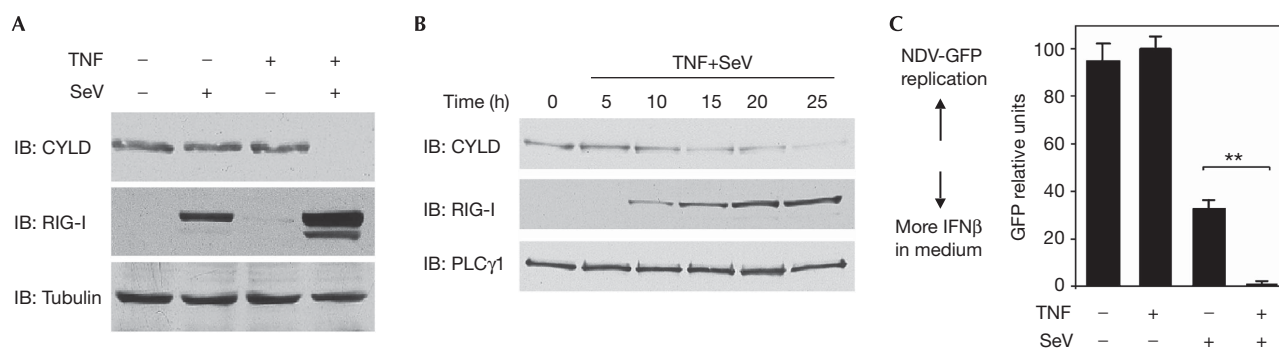 A
TNF – – + +
SeV – + – +
IB: CYLD
IB: RIG-I
IB: Tubulin
B
TNF+SeV
Time (h) 0 5 10 15 20 25
IB: CYLD
IB: RIG-I
IB: PLCγ1
C
NDV-GFP
replication
More IFNβ
in medium
GFP relative units
100
80
60
40
20
0
**
TNF – + – +
SeV – – + +